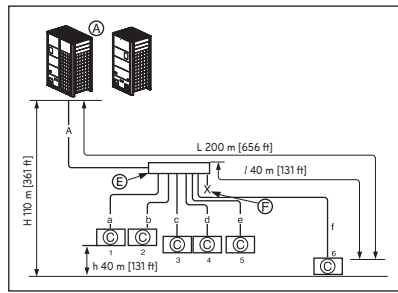 A
L 200 m [656 ft]
A
H 110 m [361 ft]
l 40 m [131 ft]
E
X
F
a
b
c
d
e
f
C
C
C
C
C
C
1
2
3
4
5
6
h 40 m [131 ft]